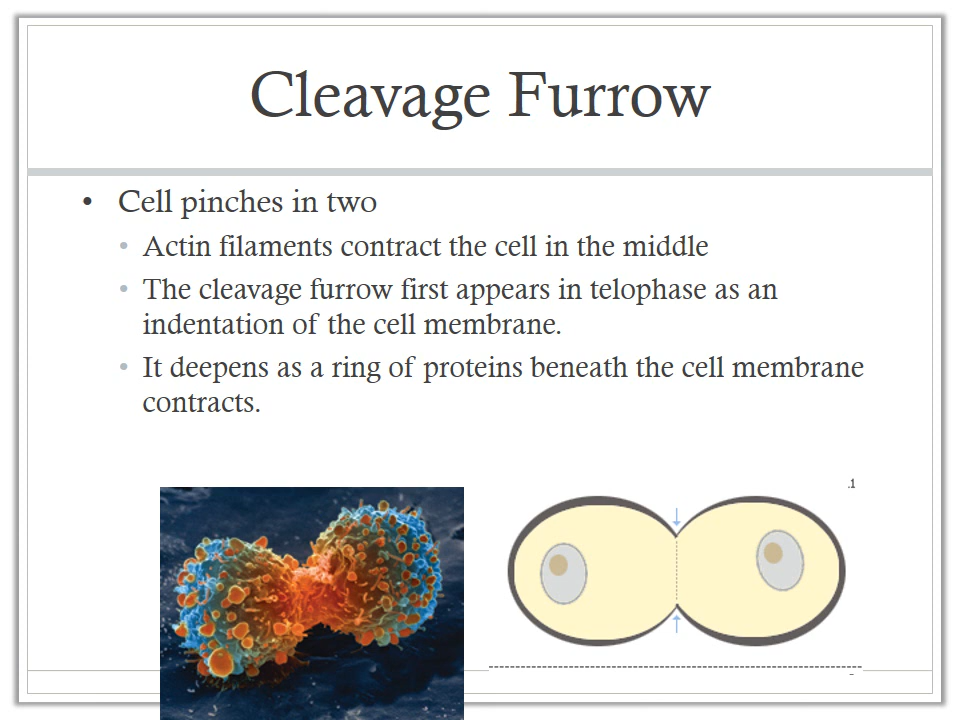 Cleavage Furrow
• Cell pinches in two
• Actin filaments contract the cell in the middle
• The cleavage furrow first appears in telophase as an
indentation of the cell membrane.
• It deepens as a ring of proteins beneath the cell membrane
contracts.
.1